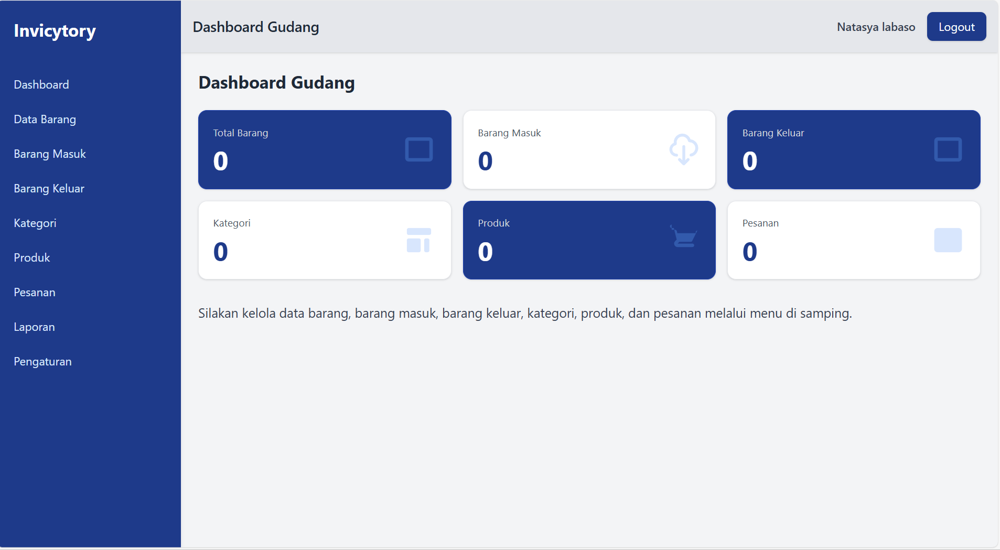 Invicytory
Dashboard
Data Barang
Barang Masuk
Barang Keluar
Kategori
Produk
Pesanan
Laporan
Pengaturan
Dashboard Gudang
Natasya labaso
Logout
Dashboard Gudang
Total Barang
0
Barang Masuk
0
Barang Keluar
0
Kategori
0
Produk
0
Pesanan
0
Silakan kelola data barang, barang masuk, barang keluar, kategori, produk, dan pesanan melalui menu di samping.